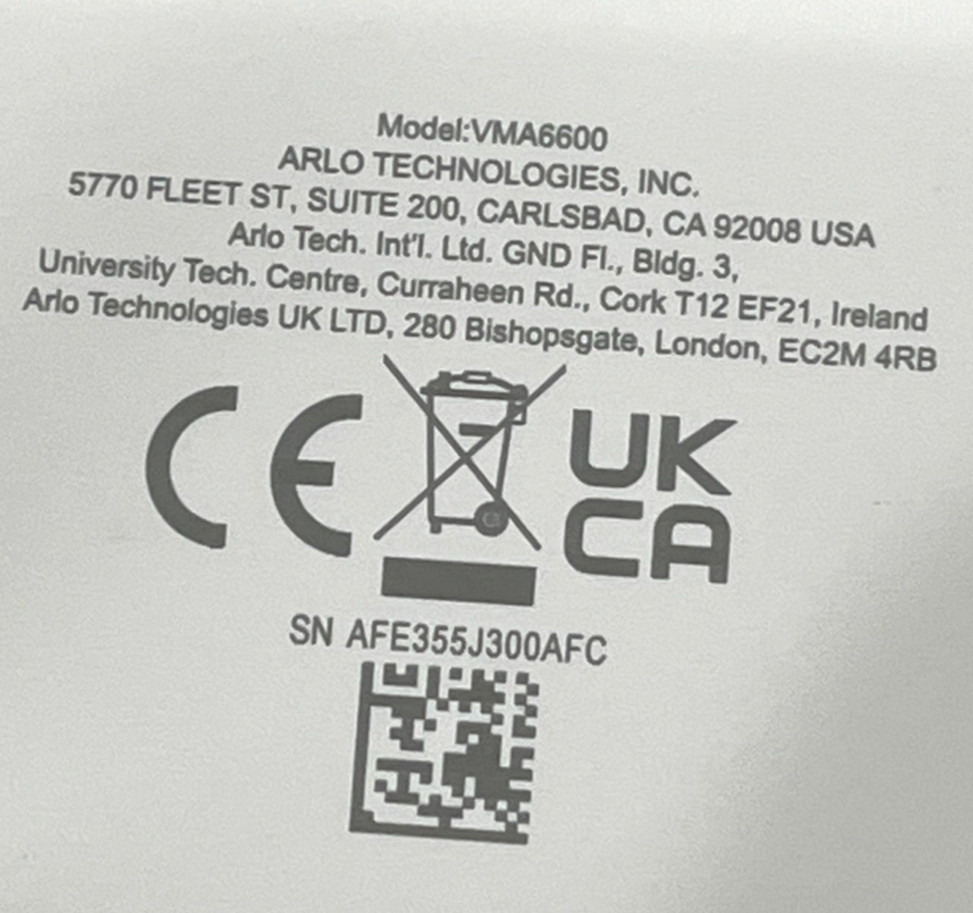 Model:VMA6600
ARLO TECHNOLOGIES, INC.
5770 FLEET ST, SUITE 200, CARLSBAD, CA 92008 USA
Arlo Tech. Int'l. Ltd. GND Fl., Bldg. 3,
University Tech. Centre, Curraheen Rd., Cork T12 EF21, Ireland
Arlo Technologies UK LTD, 280 Bishopsgate, London, EC2M 4RB
CE
UK
CA
SN AFE355J300AFC